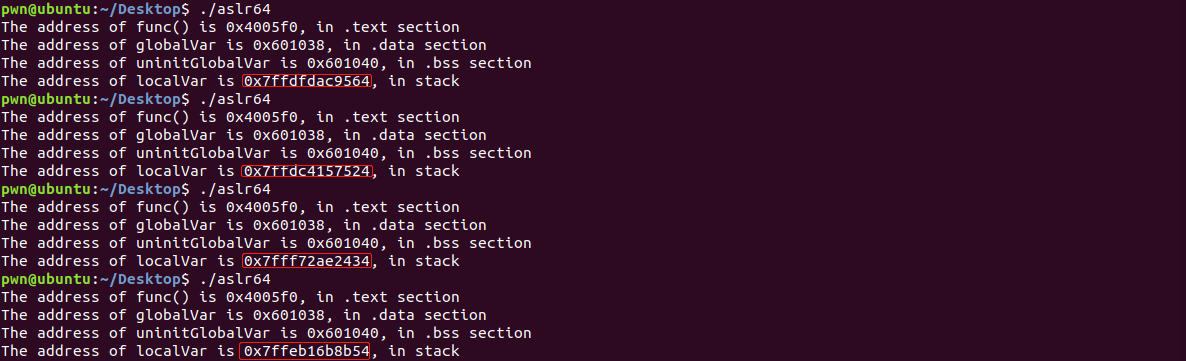 pwn@ubuntu:~/Desktop$ ./aslr64
The address of func() is 0x4005f0, in .text section
The address of globalVar is 0x601038, in .data section
The address of uninitGlobalVar is 0x601040, in .bss section
The address of localVar is 0x7ffdfdac9564, in stack
pwn@ubuntu:~/Desktop$ ./aslr64
The address of func() is 0x4005f0, in .text section
The address of globalVar is 0x601038, in .data section
The address of uninitGlobalVar is 0x601040, in .bss section
The address of localVar is 0x7ffdc4157524, in stack
pwn@ubuntu:~/Desktop$ ./aslr64
The address of func() is 0x4005f0, in .text section
The address of globalVar is 0x601038, in .data section
The address of uninitGlobalVar is 0x601040, in .bss section
The address of localVar is 0x7fff72ae2434, in stack
pwn@ubuntu:~/Desktop$ ./aslr64
The address of func() is 0x4005f0, in .text section
The address of globalVar is 0x601038, in .data section
The address of uninitGlobalVar is 0x601040, in .bss section
The address of localVar is 0x7ffeb16b8b54, in stack